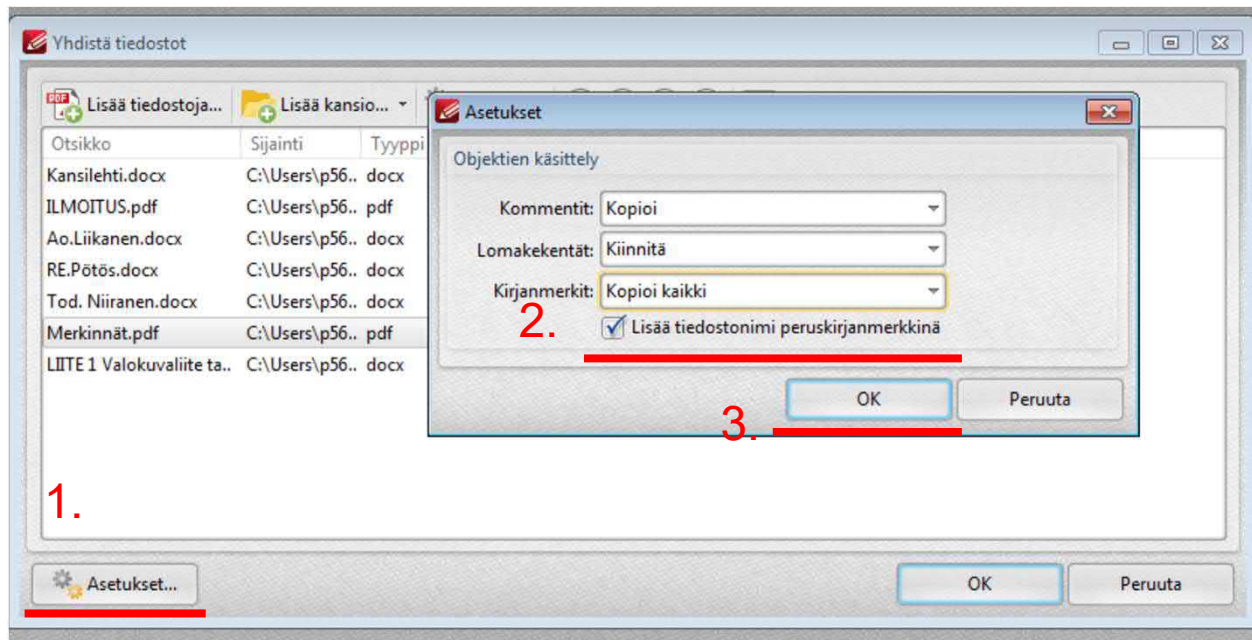 Yhdistä tiedostot
Lisää tiedostoja... Lisää kansio...
Otsikko Sijainti Tyyppi
Kansilehti.docx C:\Users\p56.. docx
ILMOITUS.pdf C:\Users\p56.. pdf
Ao.Liikanen.docx C:\Users\p56.. docx
RE.Pötös.docx C:\Users\p56.. docx
Tod. Niiranen.docx C:\Users\p56.. docx
Merkinnät.pdf C:\Users\p56.. pdf
LIITE 1 Valokuvaliite ta.. C:\Users\p56.. docx
Asetukset
Objektien käsittely
Kommentit: Kopioi
Lomakekentät: Kiinnitä
Kirjanmerkit: Kopioi kaikki
2. Lisää tiedostonimi peruskirjanmerkkinä
OK Peruuta
3.
1.
Asetukset... OK Peruuta